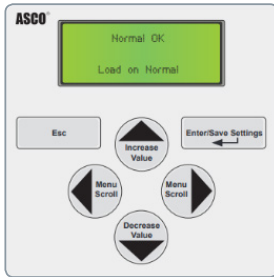 ASCO®
Normal OK
Load on Normal
Esc
Increase
Value
Enter/Save Settings
Menu
Scroll
Menu
Scroll
Decrease
Value